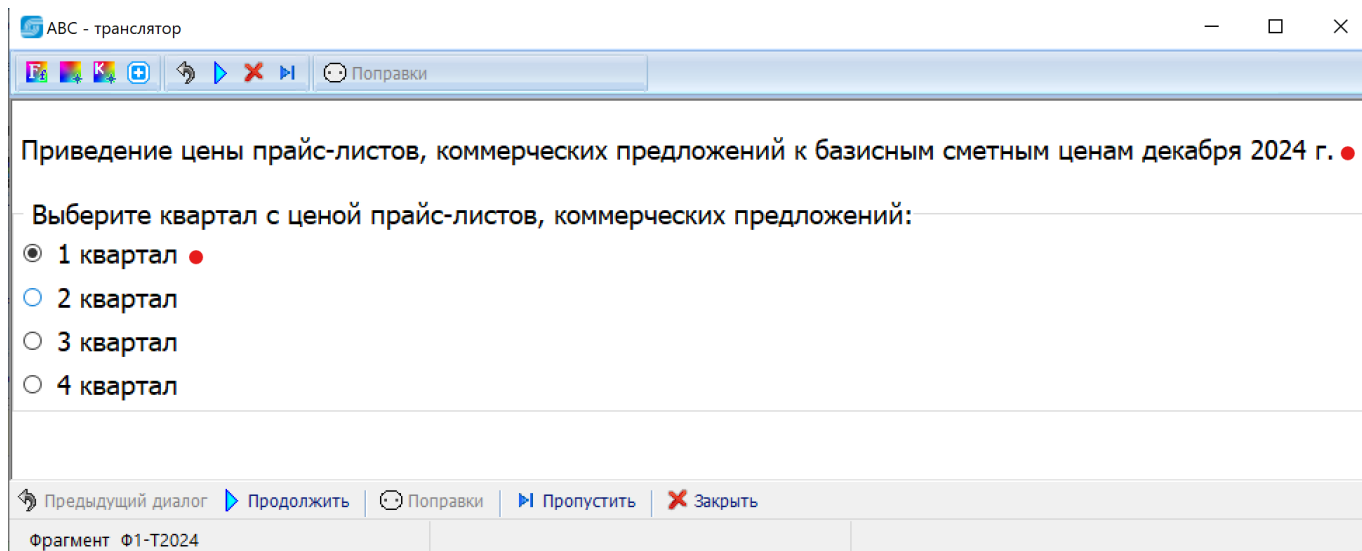 АВС - транслятор
Поправки
Приведение цены прайс-листов, коммерческих предложений к базисным сметным ценам декабря 2024 г.
Выберите квартал с ценой прайс-листов, коммерческих предложений:
1 квартал
2 квартал
3 квартал
4 квартал
Предыдущий диалог Продолжить Поправки Пропустить Закрыть
Фрагмент Ф1-Т2024